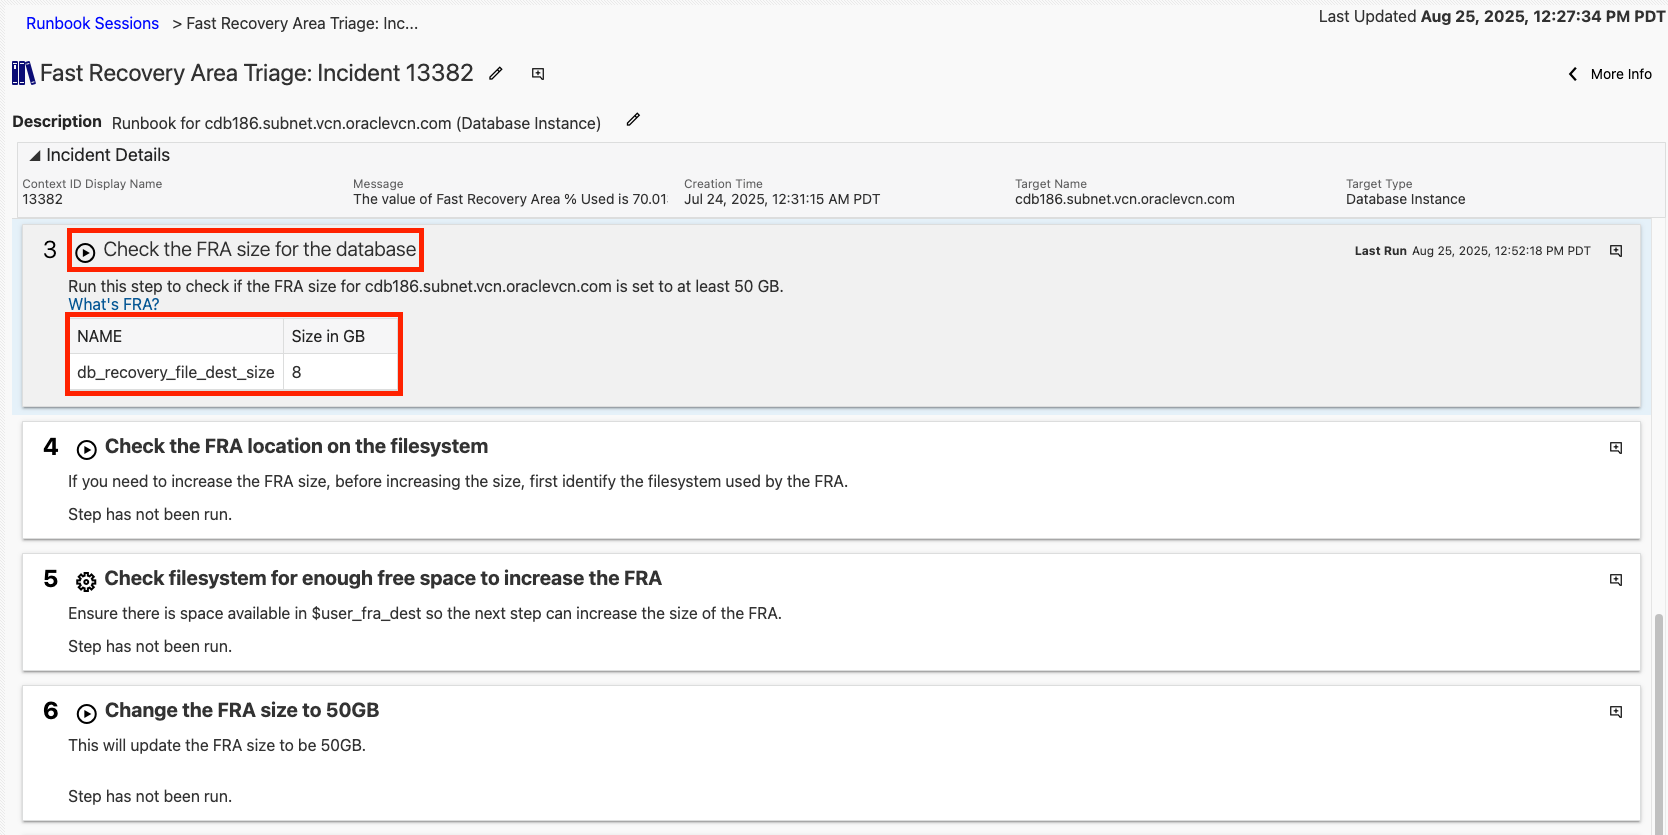 Runbook Sessions > Fast Recovery Area Triage: Inc...
Last Updated Aug 25, 2025, 12:27:34 PM PDT
Fast Recovery Area Triage: Incident 13382
More Info
Description Runbook for cdb186.subnet.vcn.oraclevcn.com (Database Instance)
Incident Details
Context ID Display Name
13382
Message
The value of Fast Recovery Area % Used is 70.01
Creation Time
Jul 24, 2025, 12:31:15 AM PDT
Target Name
cdb186.subnet.vcn.oraclevcn.com
Target Type
Database Instance
3 Check the FRA size for the database
Last Run Aug 25, 2025, 12:52:18 PM PDT
Run this step to check if the FRA size for cdb186.subnet.vcn.oraclevcn.com is set to at least 50 GB.
What's FRA?
NAME Size in GB
db_recovery_file_dest_size 8
4 Check the FRA location on the filesystem
If you need to increase the FRA size, before increasing the size, first identify the filesystem used by the FRA.
Step has not been run.
5 Check filesystem for enough free space to increase the FRA
Ensure there is space available in $user_fra_dest so the next step can increase the size of the FRA.
Step has not been run.
6 Change the FRA size to 50GB
This will update the FRA size to be 50GB.
Step has not been run.